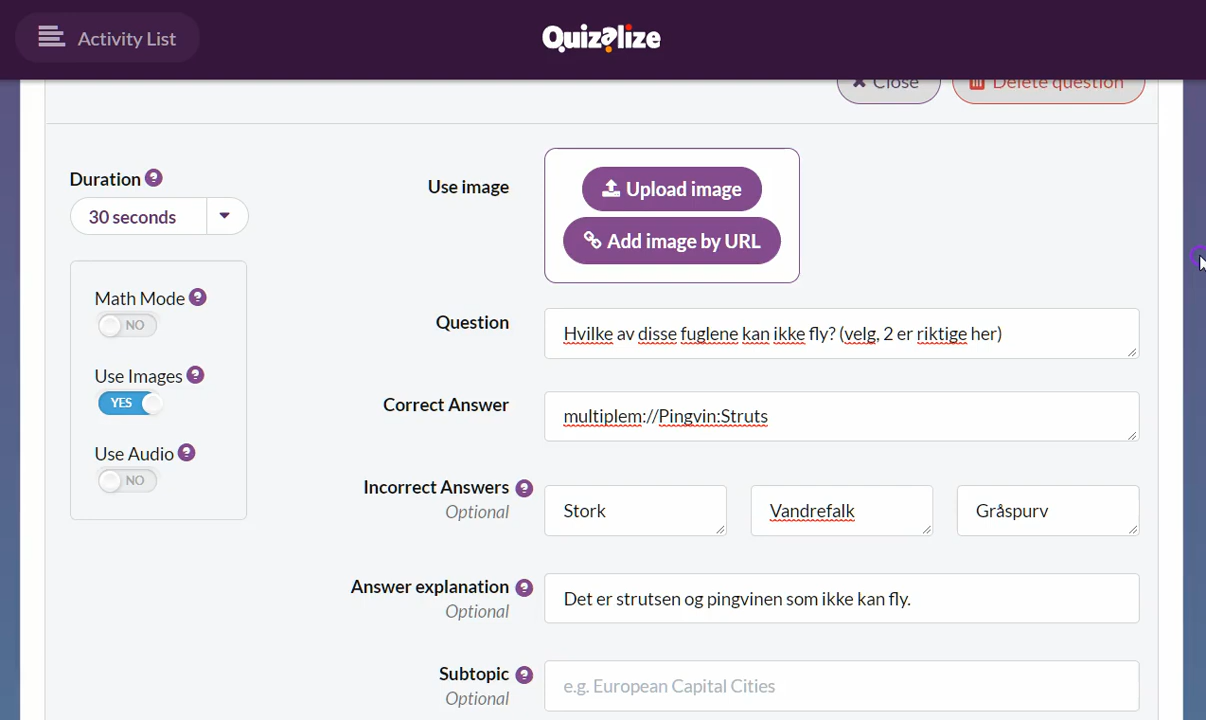 Activity List
Quizalize
Close
Delete question
Duration
30 seconds
Use image
Upload image
Add image by URL
Math Mode
NO
Use Images
YES
Use Audio
NO
Question
Hvilke av disse fuglene kan ikke fly? (velg, 2 er riktige her)
Correct Answer
multiplem://Pingvin:Struts
Incorrect Answers
Optional
Stork
Vandrefalk
Gråspurv
Answer explanation
Optional
Det er strutsen og pingvinen som ikke kan fly.
Subtopic
Optional
e.g. European Capital Cities